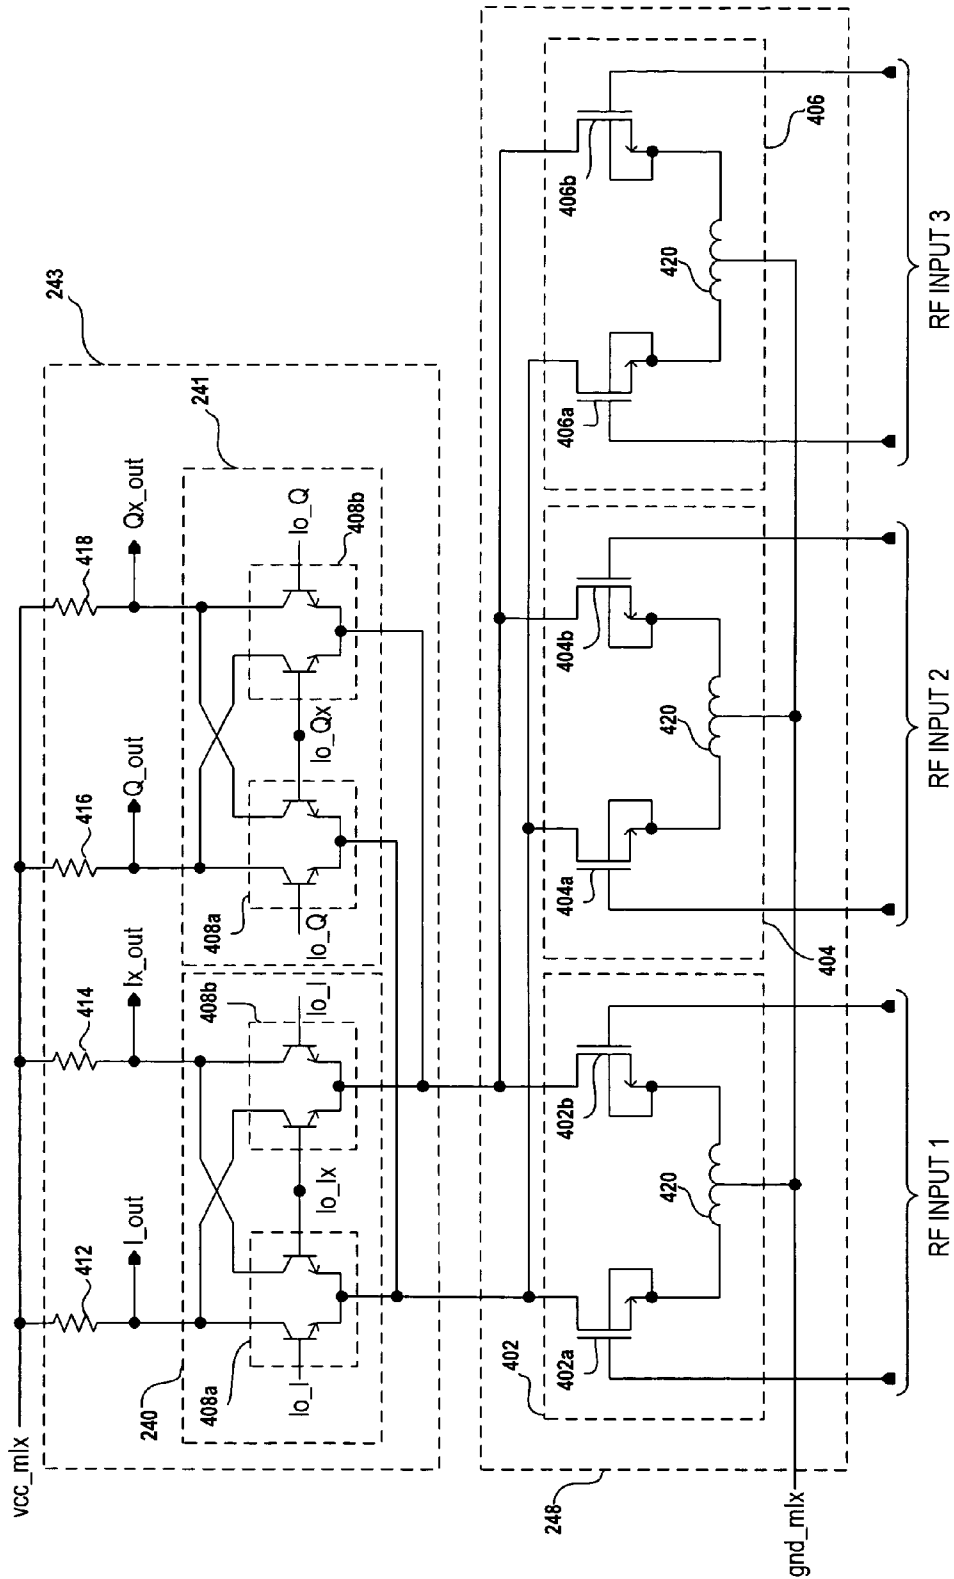 vcc_mlx
412
414
416
418
243
I_out
Ix_out
Q_out
Qx_out
240
241
408a
408b
408a
408b
lo_I
lo_Ix
lo_I
lo_Q
lo_Qx
lo_Q
248
402
402a
402b
404a
404b
406a
406b
420
420
420
404
406
gnd_mlx
RF INPUT 1
RF INPUT 2
RF INPUT 3